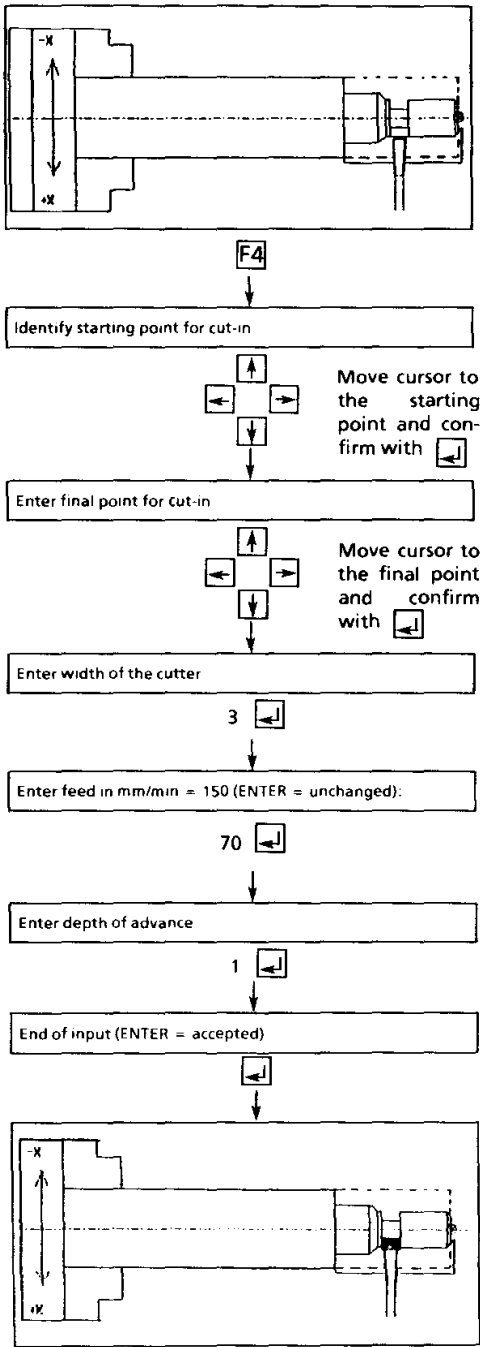 -X
+X
F4
Identify starting point for cut-in
Move cursor to
the starting
point and con-
firm with
Enter final point for cut-in
Move cursor to
the final point
and confirm
with
Enter width of the cutter
3
Enter feed in mm/min = 150 (ENTER = unchanged):
70
Enter depth of advance
1
End of input (ENTER = accepted)
-X
+X